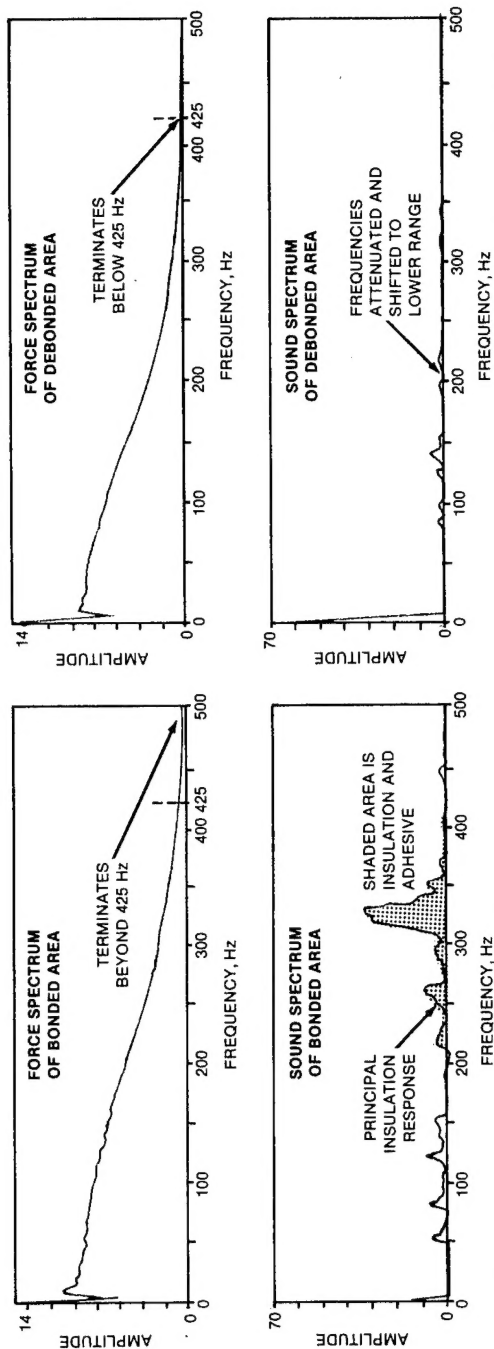 FORCE SPECTRUM
OF BONDED AREA
14
AMPLITUDE
0
TERMINATES
BEYOND 425 Hz
0
100
200
300
400
425
500
FREQUENCY, Hz
FORCE SPECTRUM
OF DEBONDED AREA
14
AMPLITUDE
0
TERMINATES
BELOW 425 Hz
0
100
200
300
400
425
500
FREQUENCY, Hz
SOUND SPECTRUM
OF BONDED AREA
70
AMPLITUDE
0
PRINCIPAL
INSULATION
RESPONSE
SHADED AREA IS
INSULATION AND
ADHESIVE
0
100
200
300
400
500
FREQUENCY, Hz
SOUND SPECTRUM
OF DEBONDED AREA
70
AMPLITUDE
0
FREQUENCIES
ATTENUATED AND
SHIFTED TO
LOWER RANGE
0
100
200
300
400
500
FREQUENCY, Hz